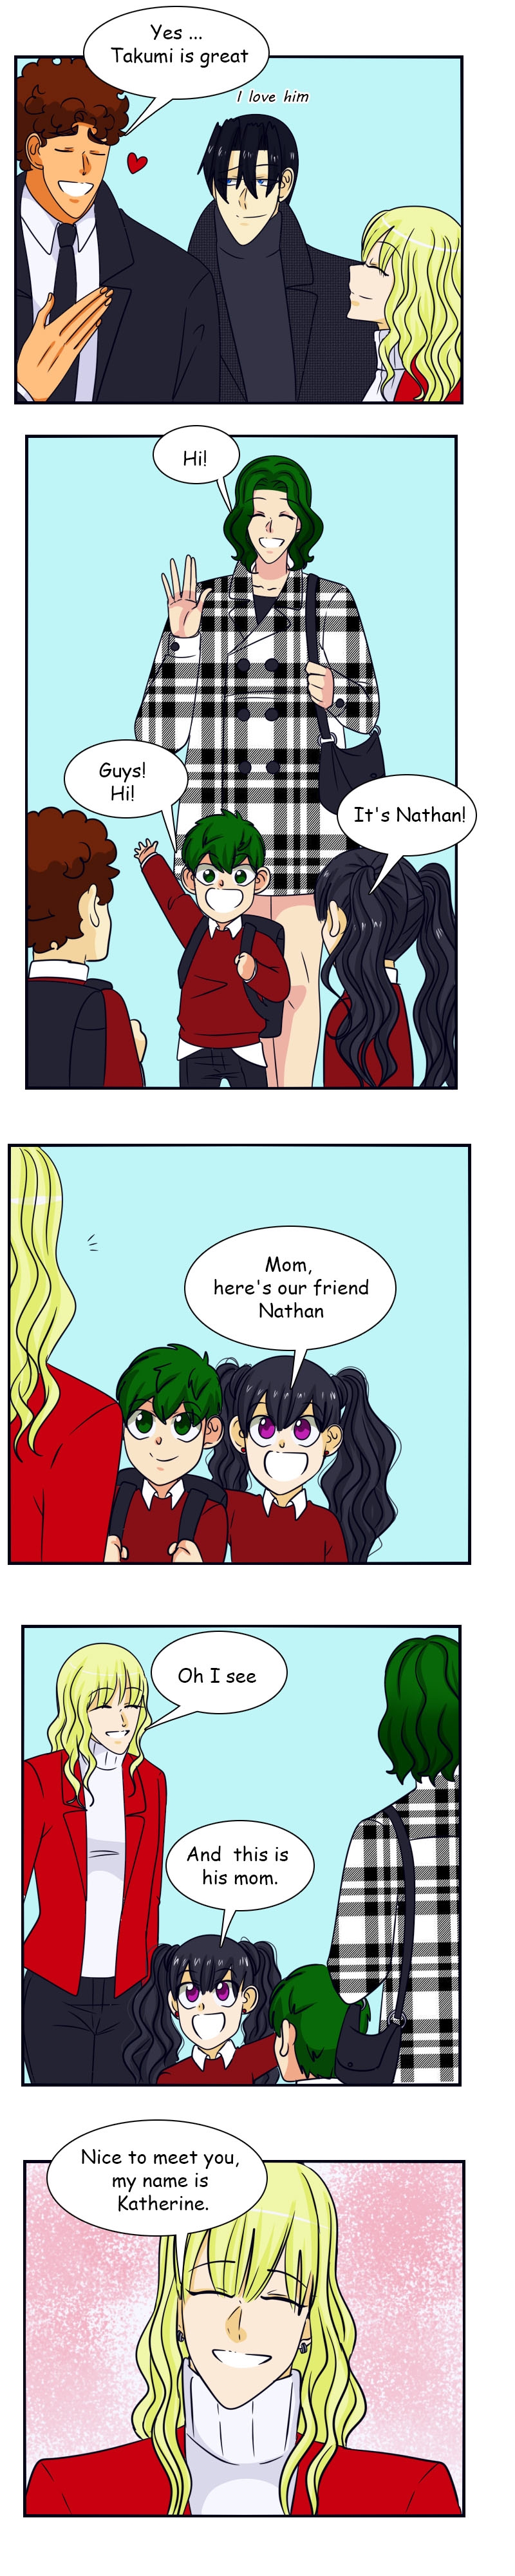 Yes ...
Takumi is great
I love him
Hi!
Guys!
Hi!
It's Nathan!
Mom,
here's our friend
Nathan
Oh I see
And this is
his mom.
Nice to meet you,
my name is
Katherine.